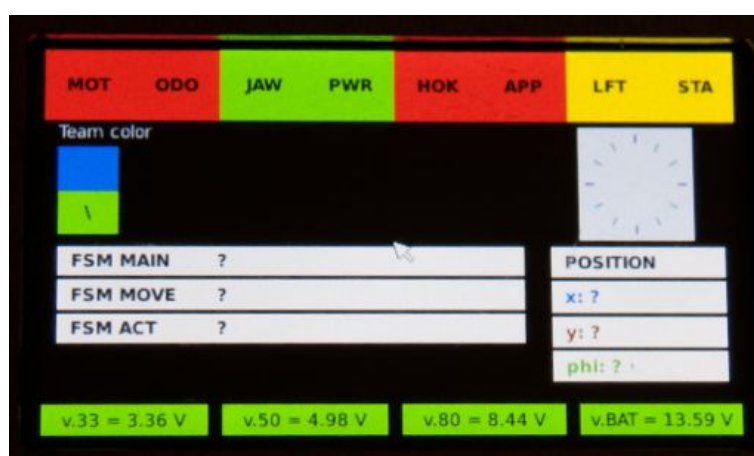 MOT ODO JAW PWR HOK APP LFT STA
Team color
\
FSM MAIN ?
FSM MOVE ?
FSM ACT ?
POSITION
x: ?
y: ?
phi: ?
v.33 = 3.36 V v.50 = 4.98 V v.80 = 8.44 V v.BAT = 13.59 V